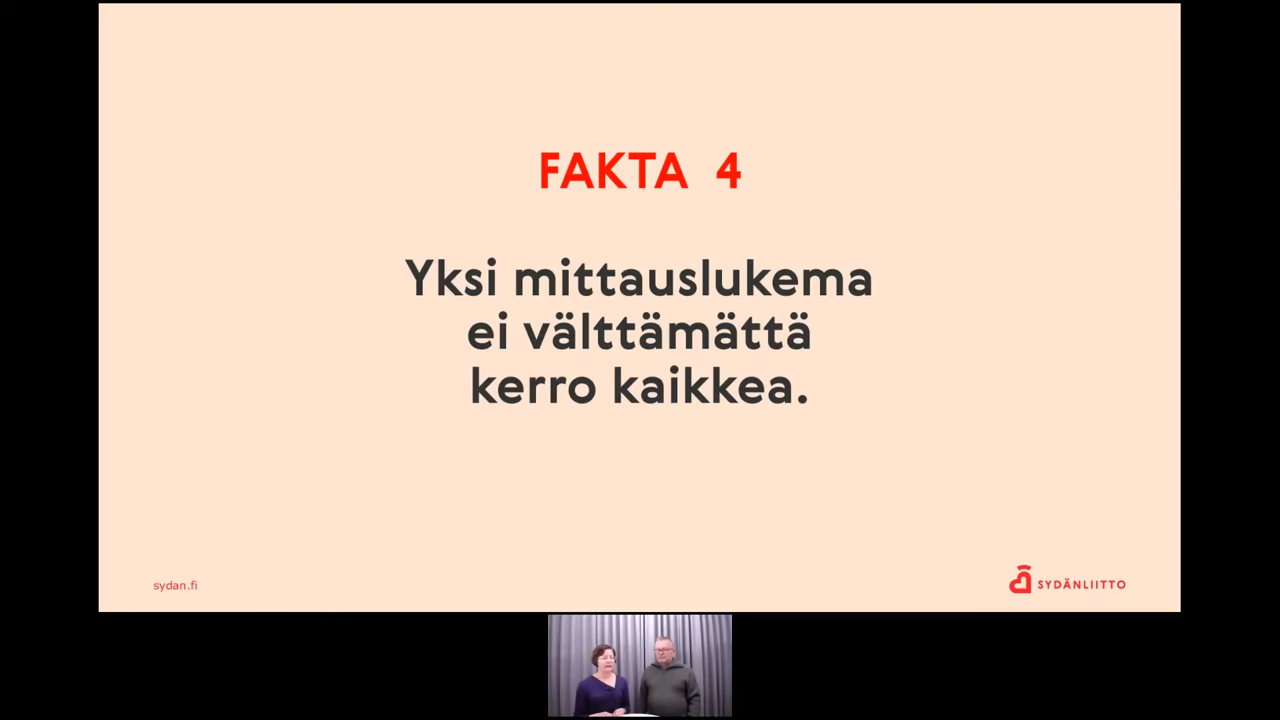 FAKTA 4
Yksi mittauslukema
ei välttämättä
kerro kaikkea.
sydan.fi
SYDÄNLIITTO